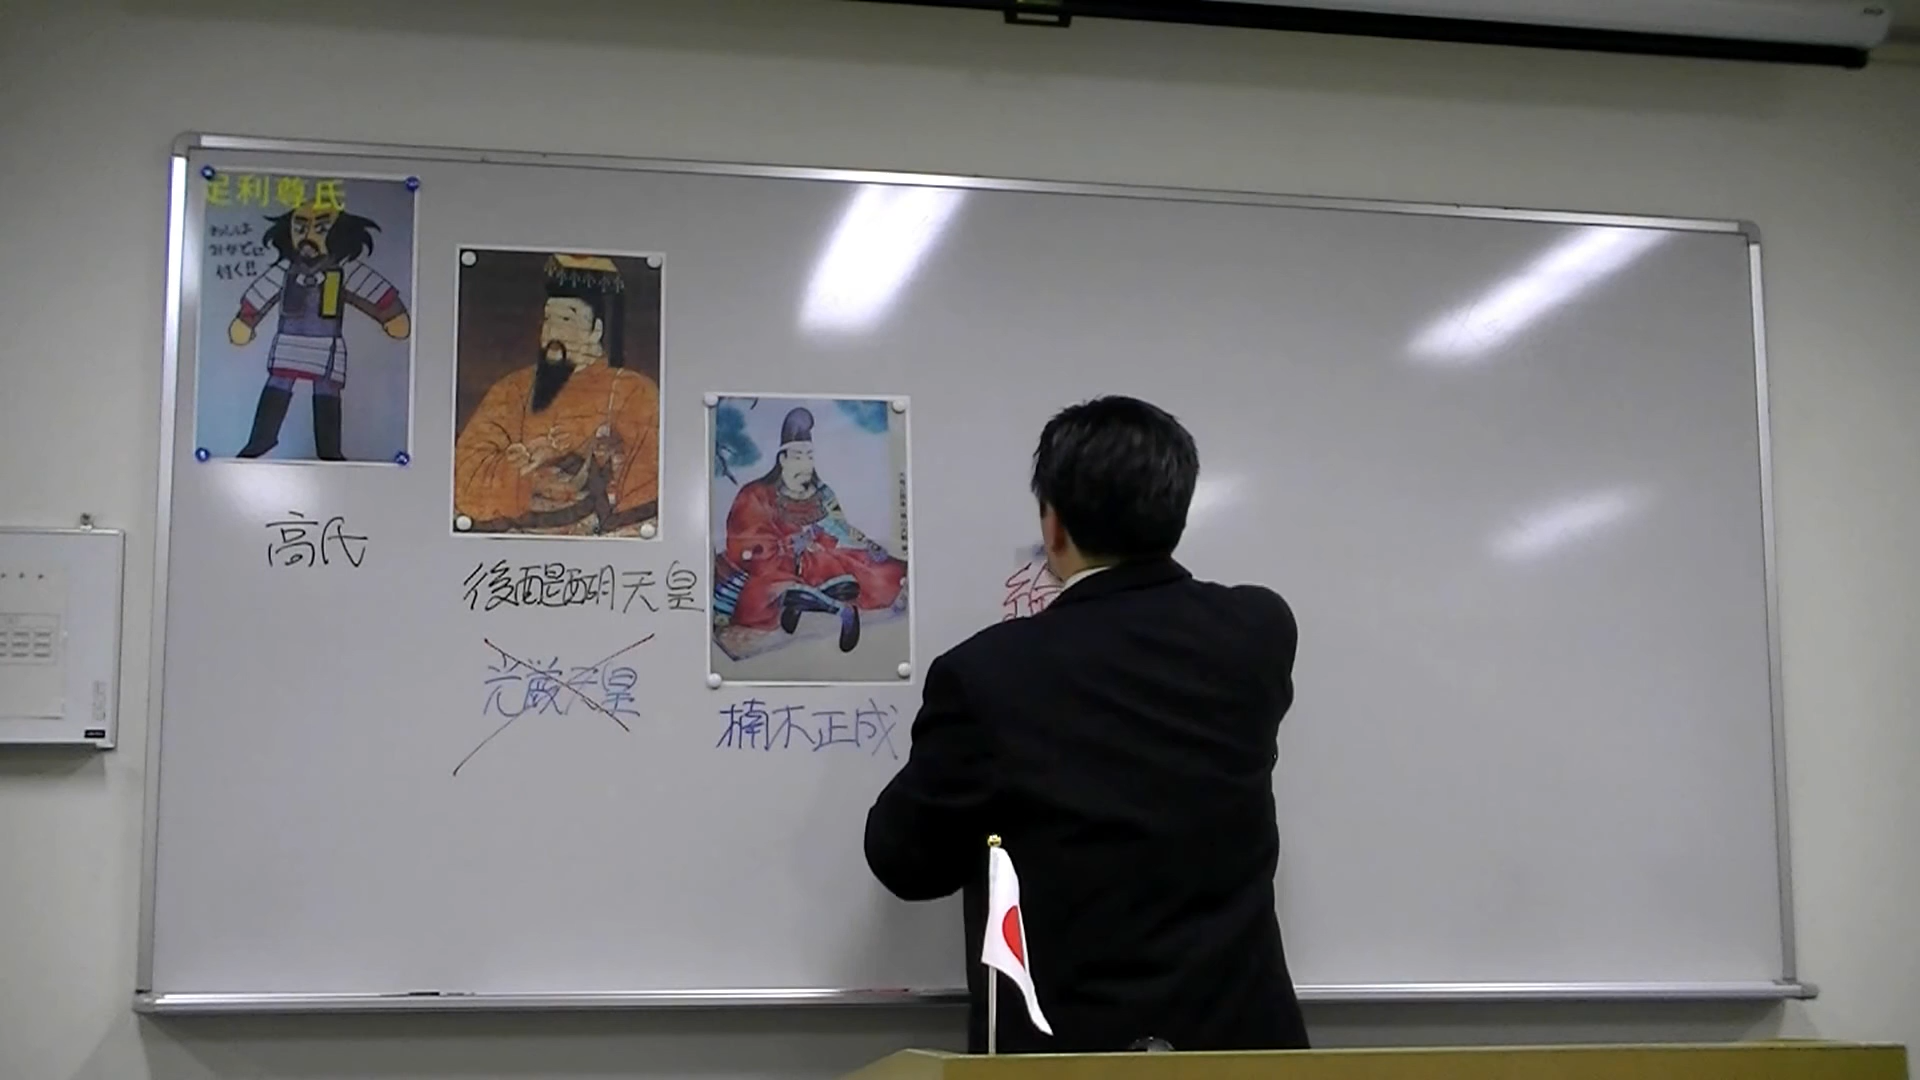 足利尊氏
わしは
みかどに
付く!!
高氏
後醍醐天皇
光厳天皇
楠木正成